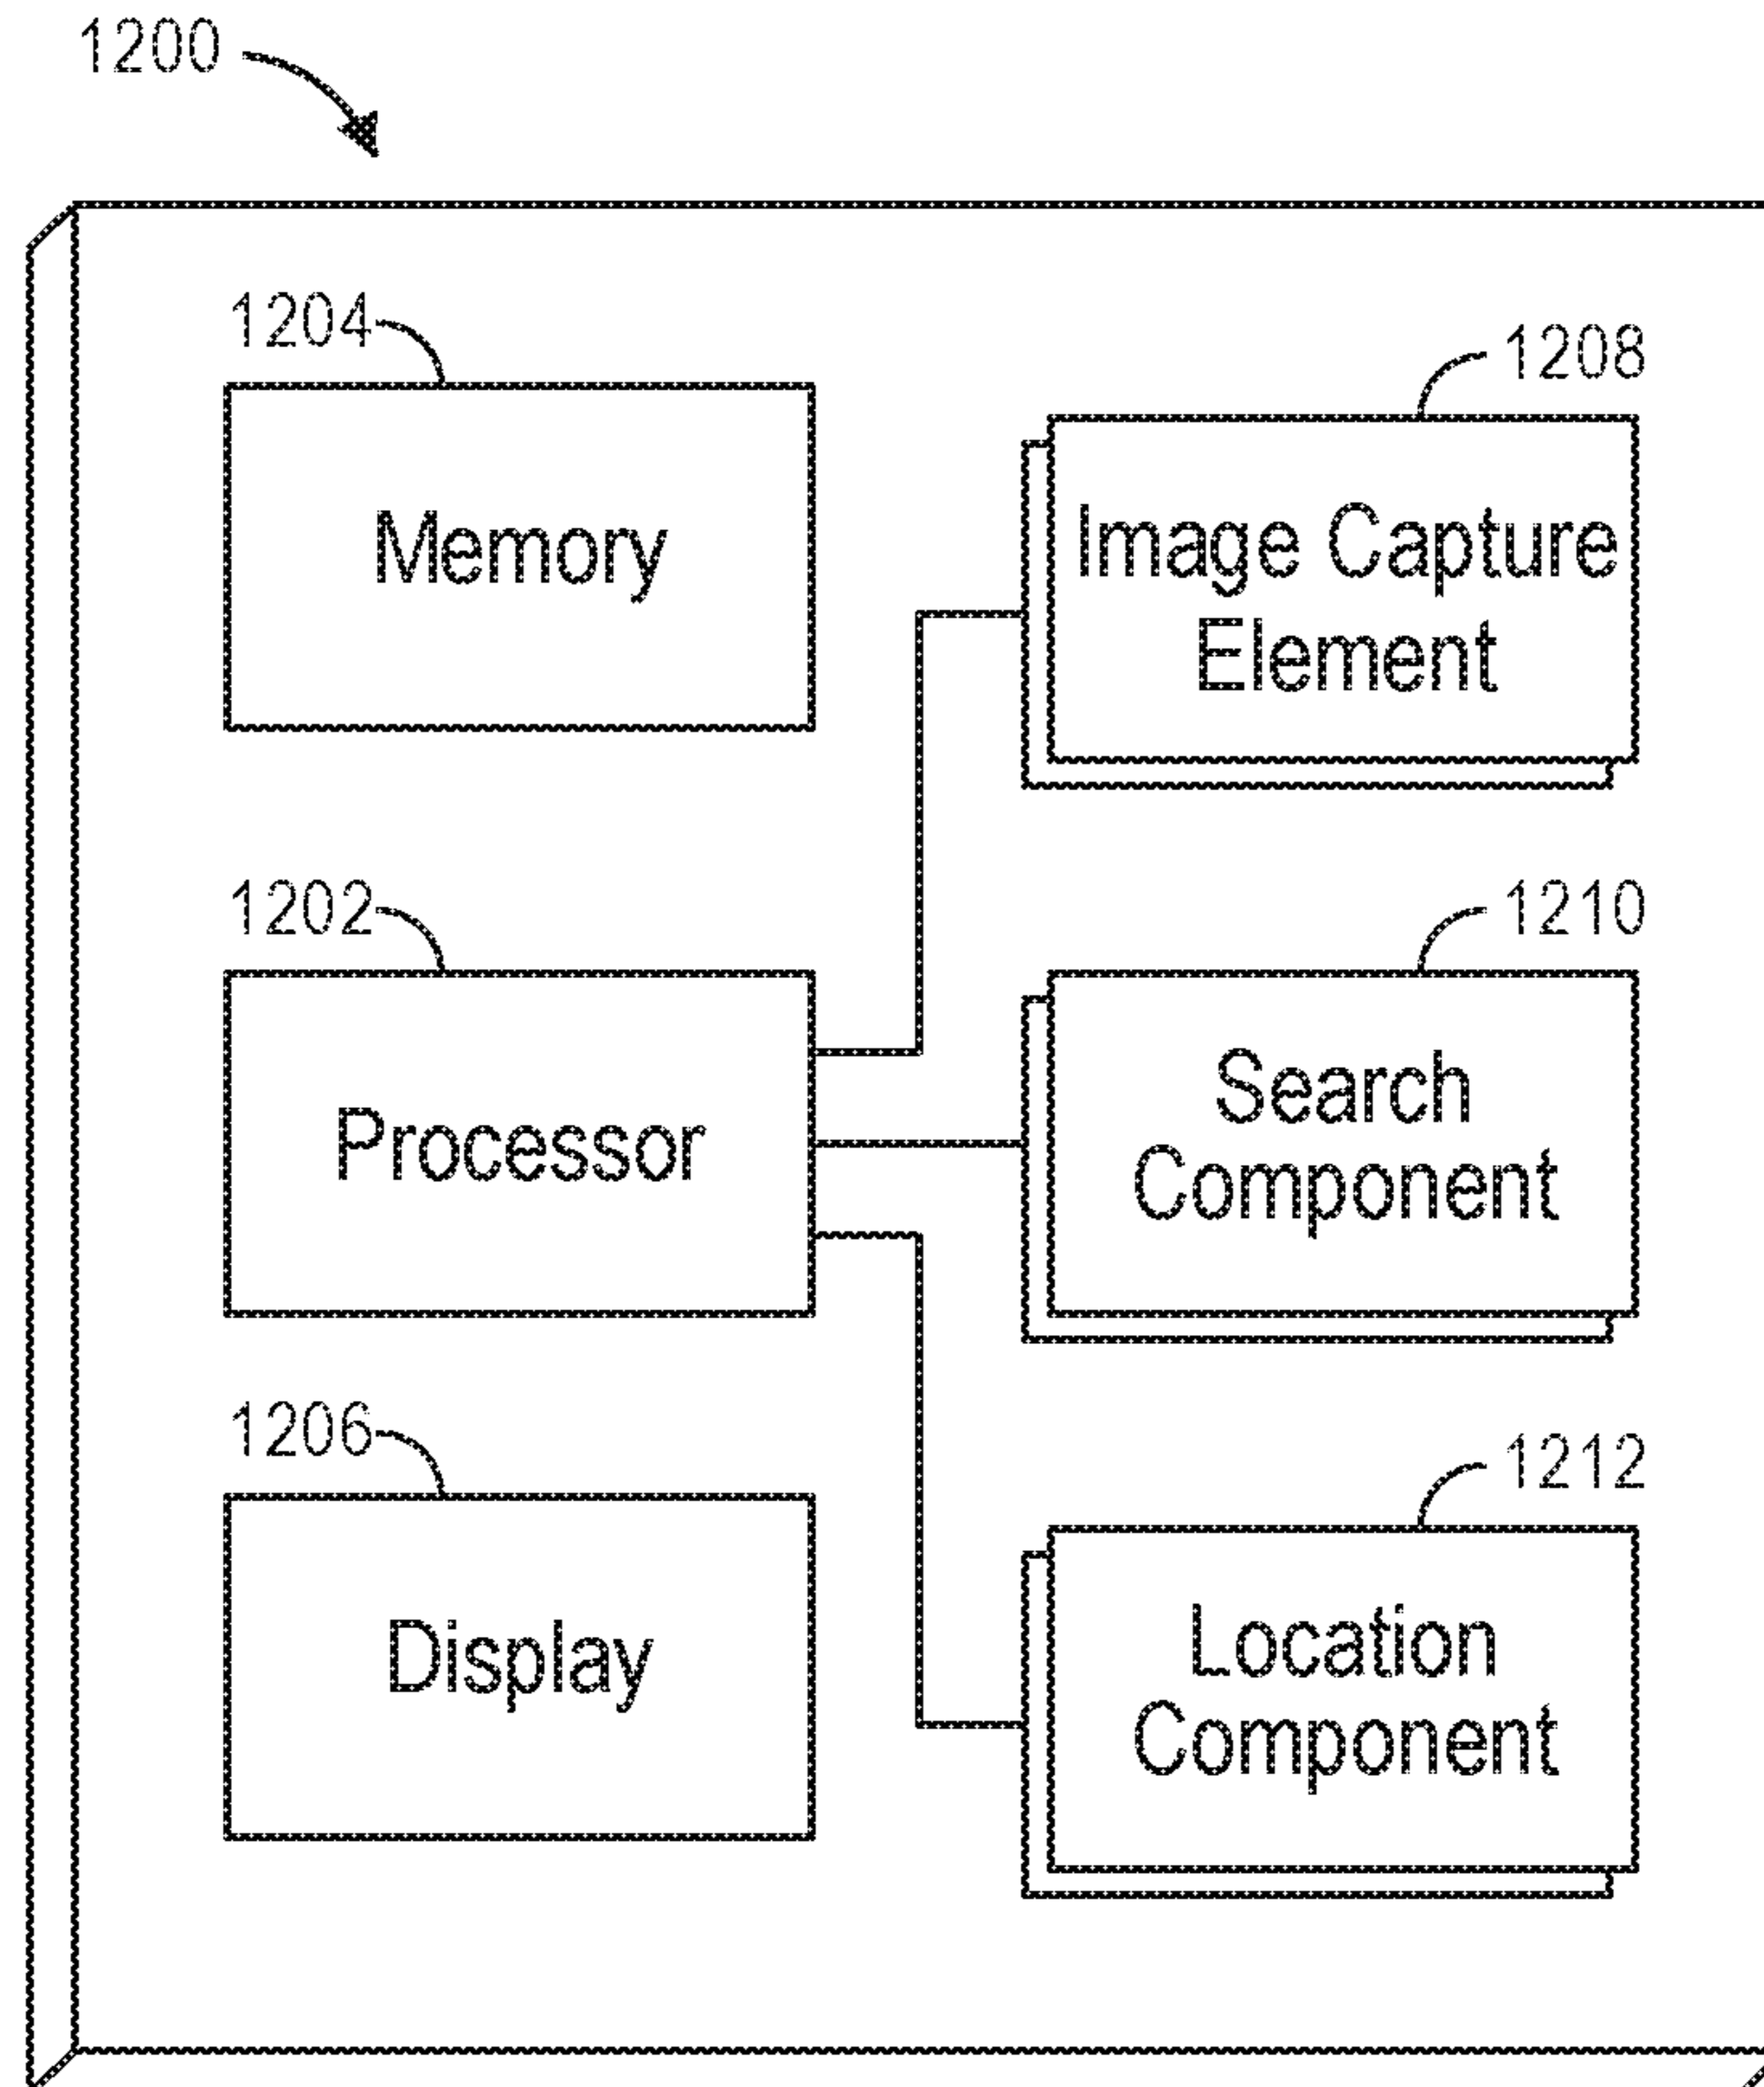 1200
1204
Memory
1208
Image Capture
Element
1202
Processor
1210
Search
Component
1206
Display
1212
Location
Component